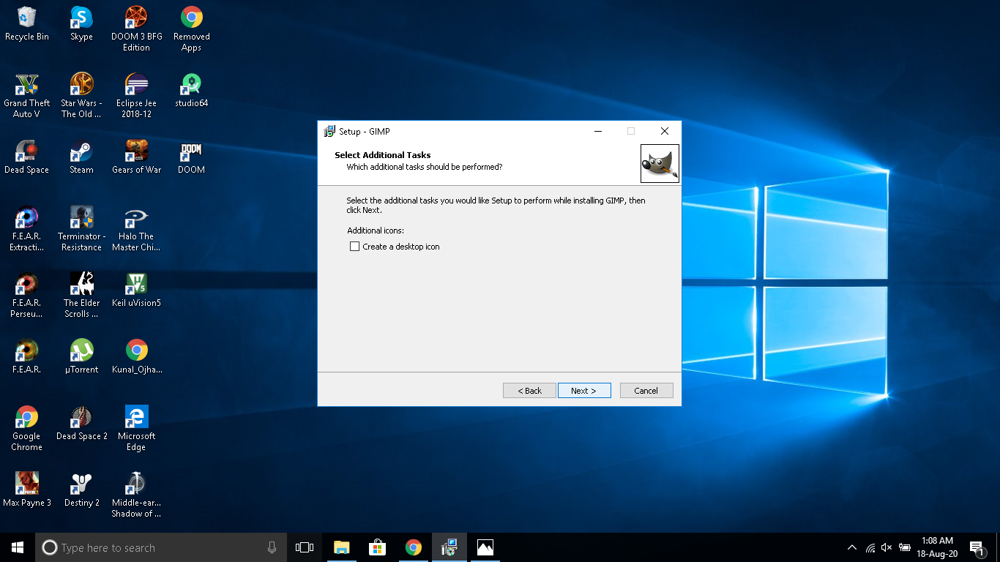 Recycle Bin
Skype
DOOM 3 BFG
Edition
Removed
Apps
Grand Theft
Auto V
Star Wars -
The Old ...
Eclipse Jee
2018-12
studio64
Dead Space
Steam
Gears of War
DOOM
DOOM
F.E.A.R.
Extracti...
Terminator -
Resistance
Halo The
Master Chi...
F.E.A.R.
Perseu...
The Elder
Scrolls ...
Keil uVision5
F.E.A.R.
µTorrent
Kunal_Ojha...
Google
Chrome
Dead Space 2
Microsoft
Edge
Max Payne 3
Destiny 2
Middle-ear...
Shadow of ...
Setup - GIMP
Select Additional Tasks
Which additional tasks should be performed?
Select the additional tasks you would like Setup to perform while installing GIMP, then
click Next.
Additional icons:
Create a desktop icon
< Back
Next >
Cancel
Type here to search
1:08 AM
18-Aug-20
1